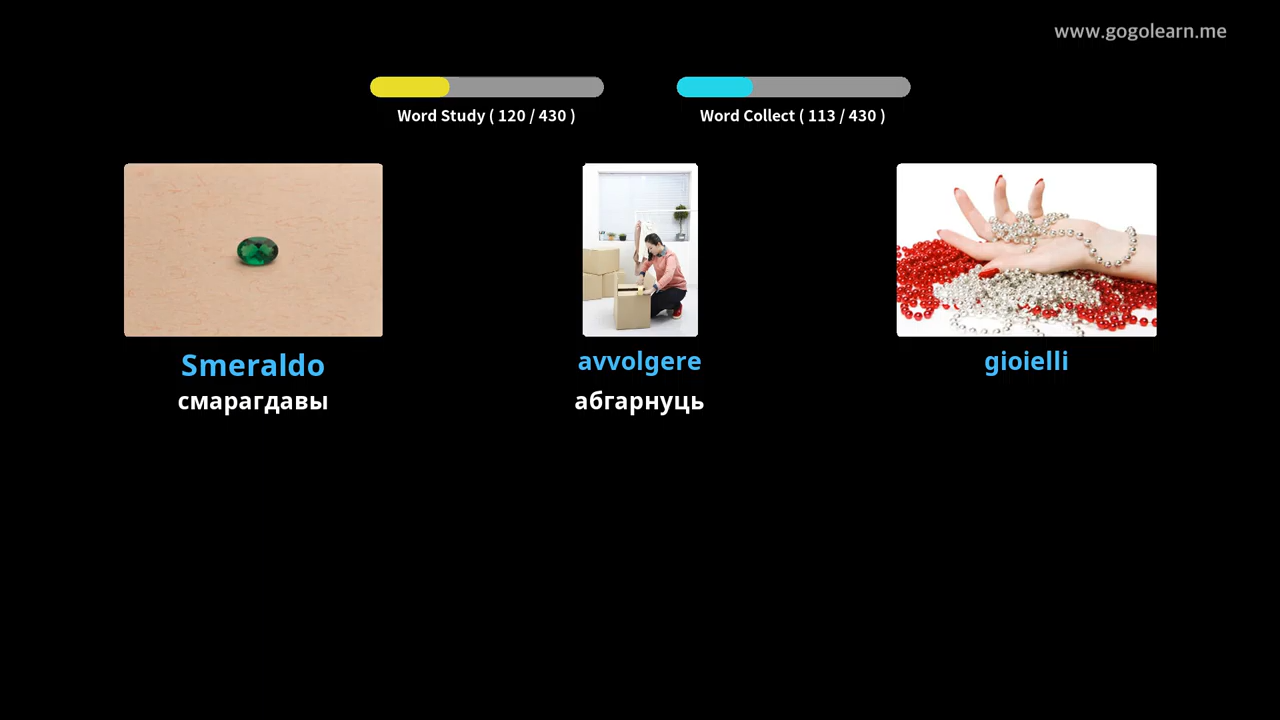 www.gogolearn.me
Word Study ( 120 / 430 )
Word Collect ( 113 / 430 )
Smeraldo
смарагдавы
avvolgere
абгарнуць
gioielli